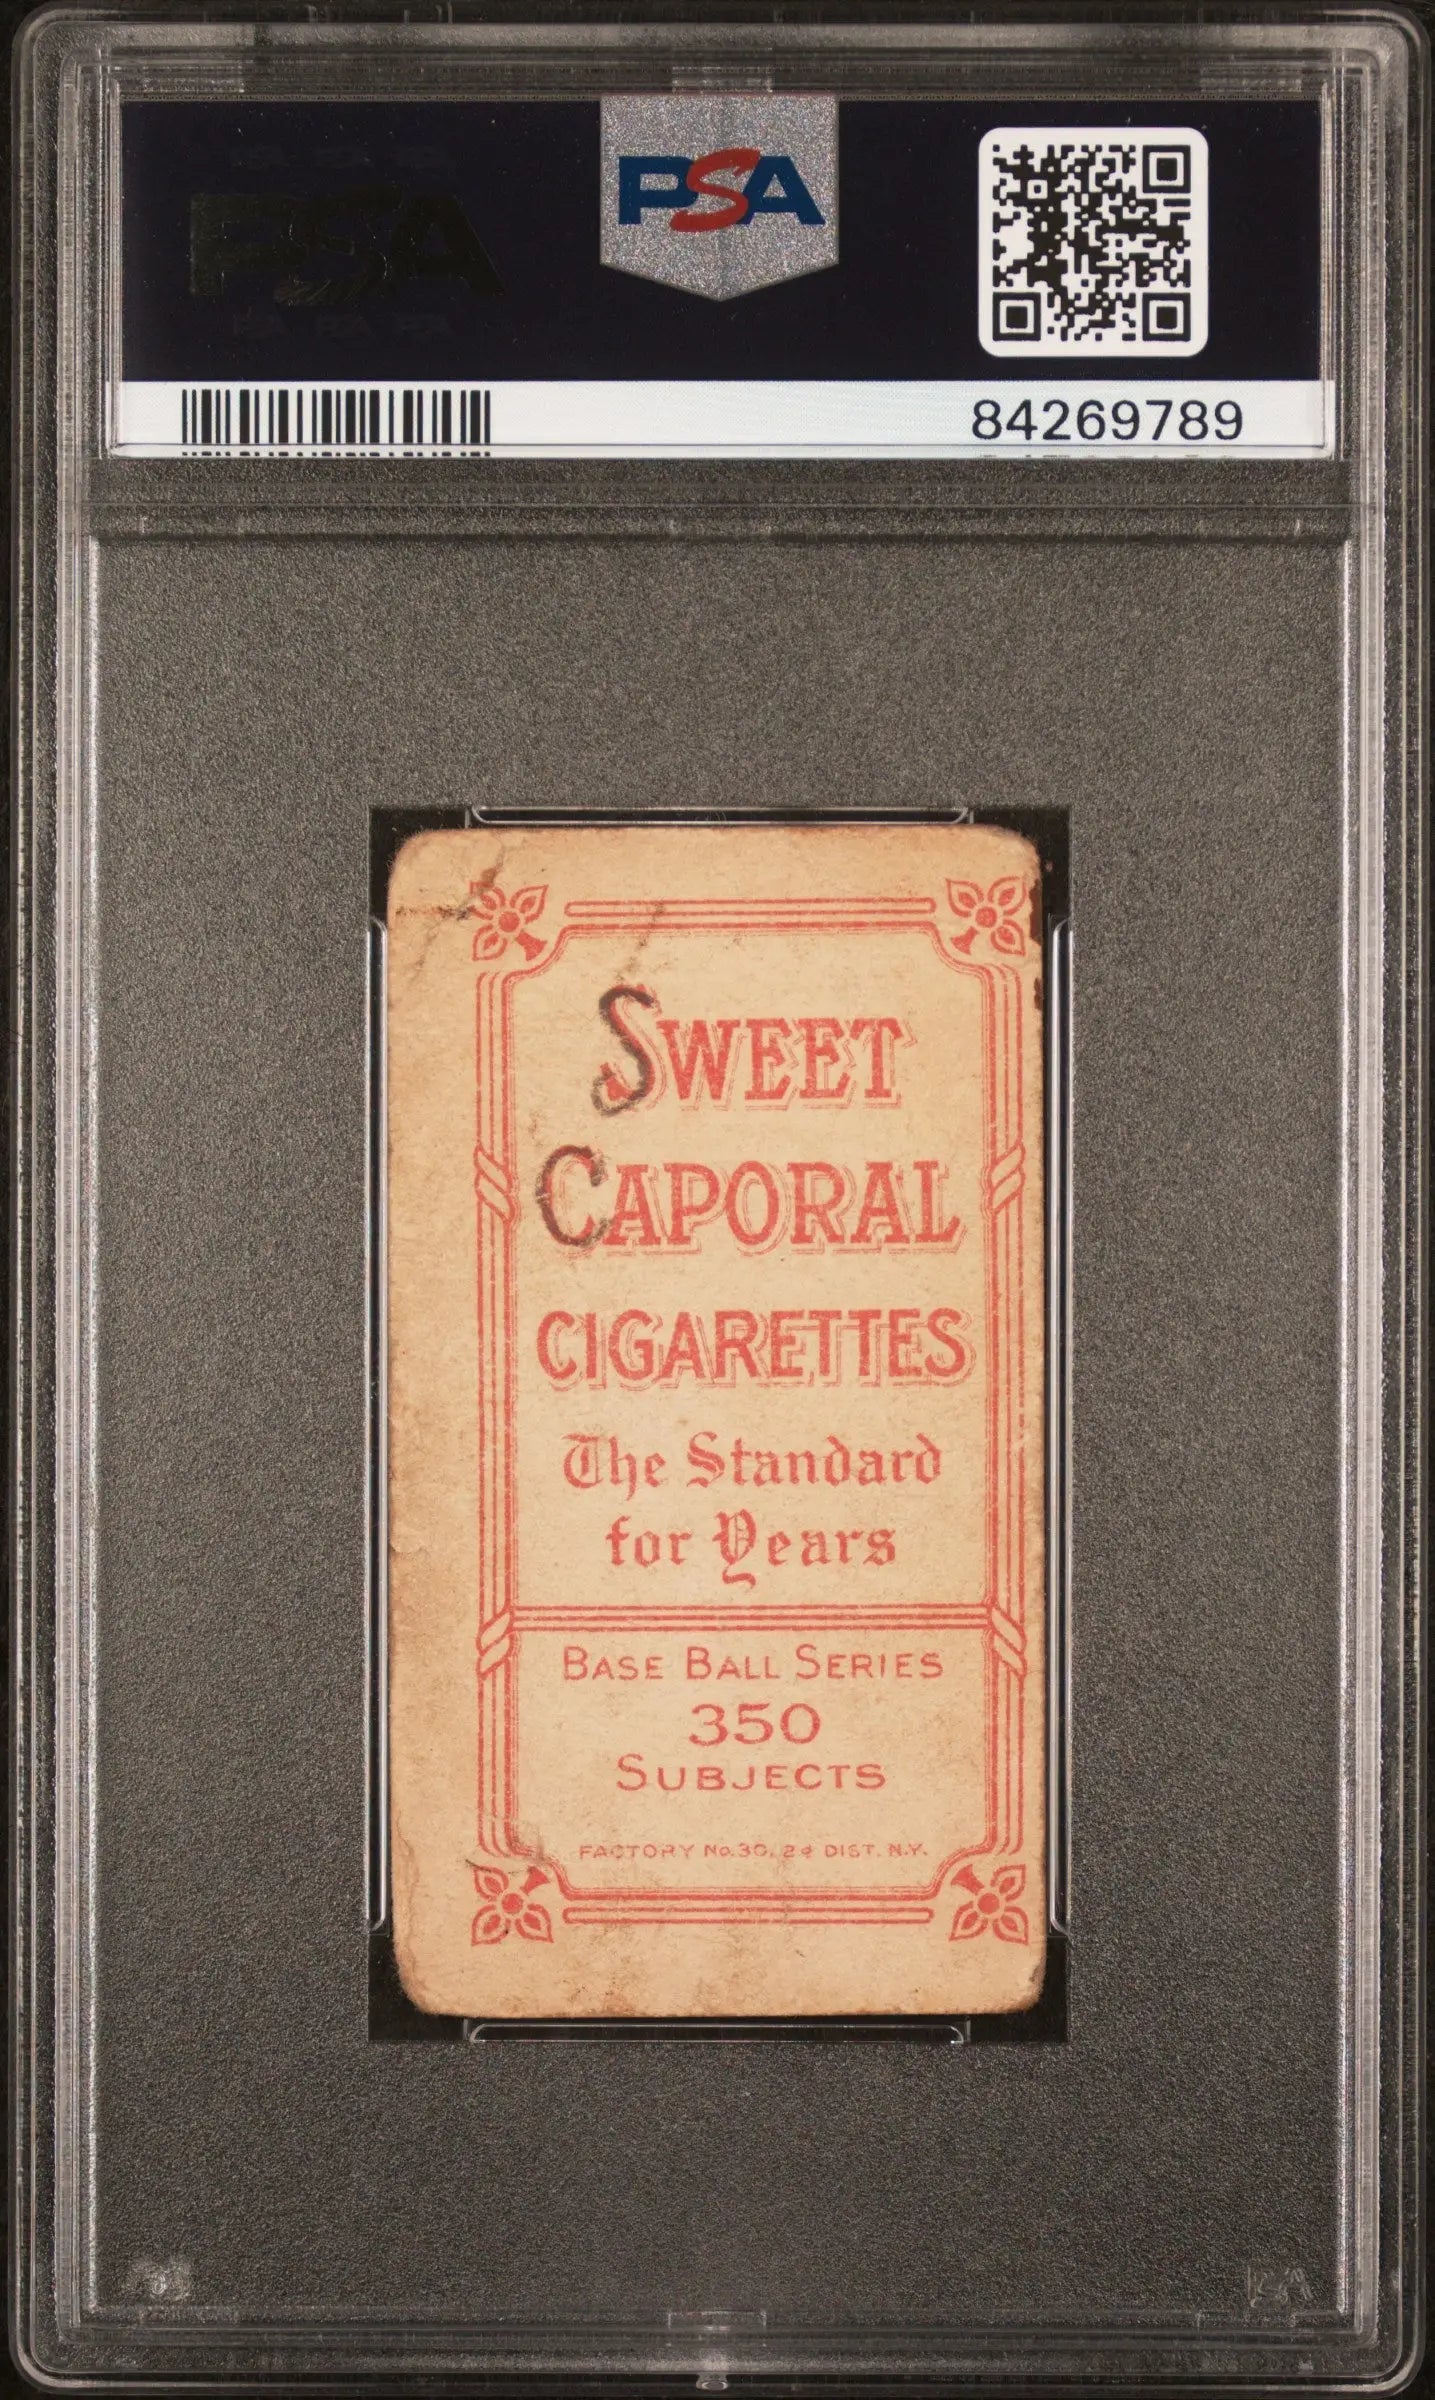 PSA
84269789
SWEET
CAPORAL
CIGARETTES
The Standard
for Years
BASE BALL SERIES
350
SUBJECTS
FACTORY No. 30, 2d DIST. N.Y.